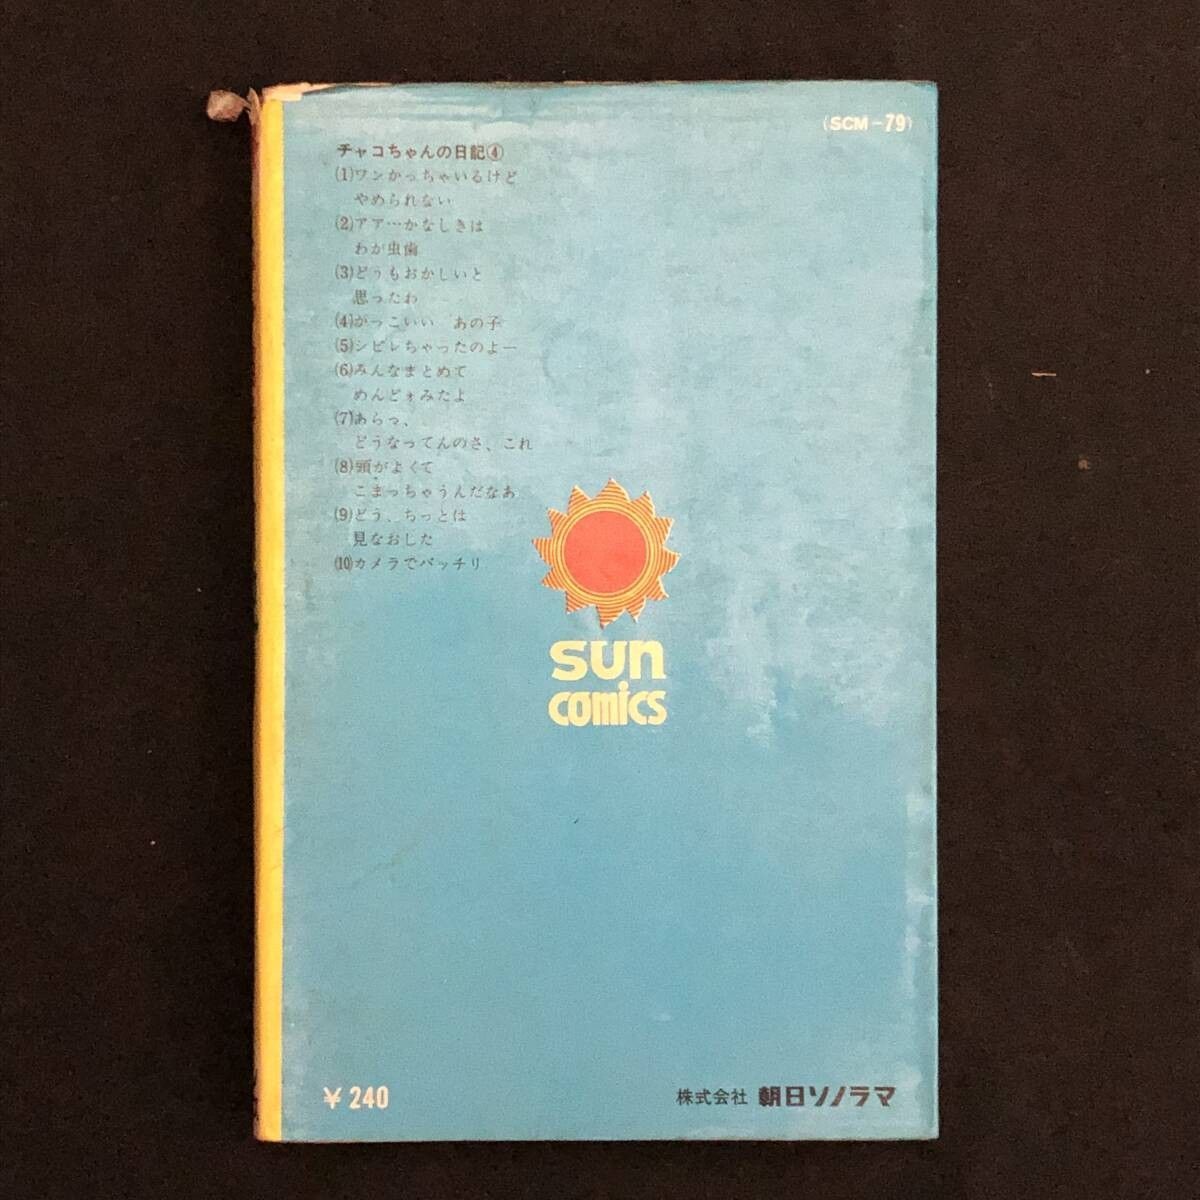 (SCM-79)
チャコちゃんの日記④
(1)ワンかっちゃいるけど
やめられない
(2)アア…かなしきは
わが虫歯
(3)どうもおかしいと
思ったわ
(4)かっこいい あの子
(5)シビレちゃったのよー
(6)みんなまとめて
めんどォみたよ
(7)あらっ、
どうなってんのさ、これ
(8)頭がよくて
こまっちゃうんだなあ
(9)どう、ちっとは
見なおした
(10)カメラでバッチリ
sun
comics
¥240
株式会社 朝日ソノラマ